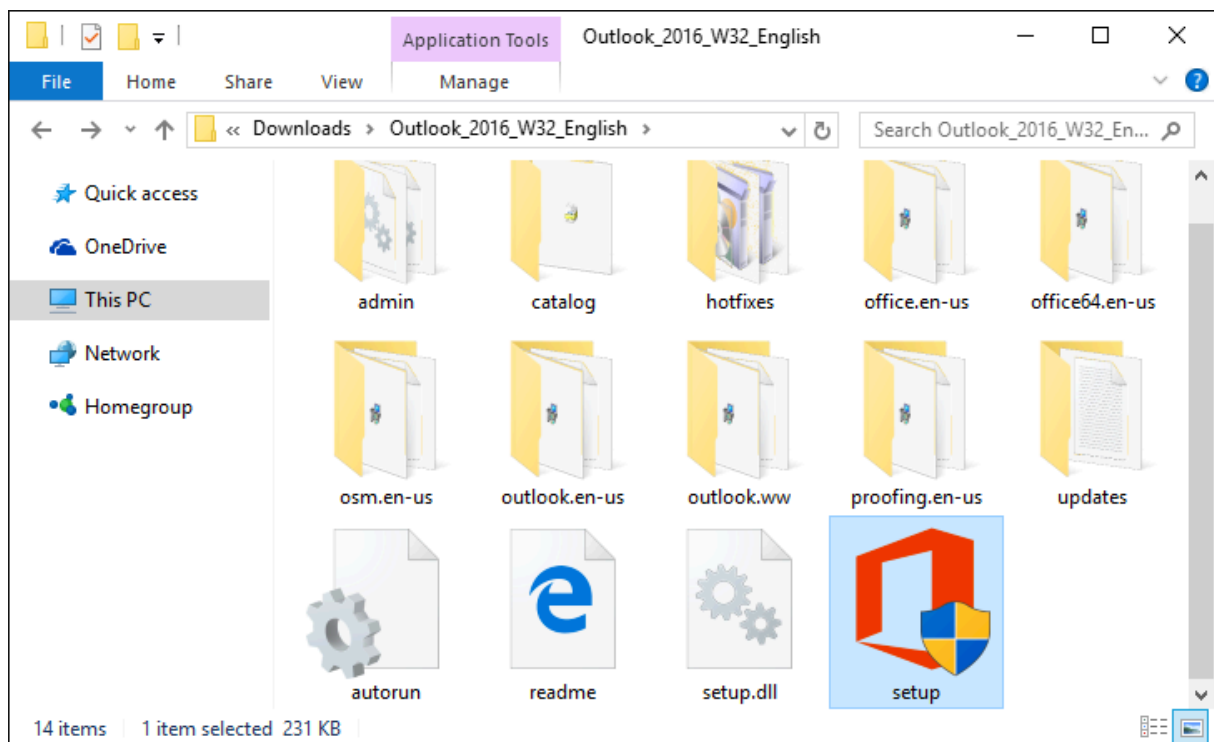 Application Tools
Outlook_2016_W32_English
File
Home
Share
View
Manage
?
« Downloads > Outlook_2016_W32_English >
Search Outlook_2016_W32_En...
Quick access
OneDrive
This PC
Network
Homegroup
admin
catalog
hotfixes
office.en-us
office64.en-us
osm.en-us
outlook.en-us
outlook.ww
proofing.en-us
updates
autorun
readme
setup.dll
setup
14 items
1 item selected 231 KB